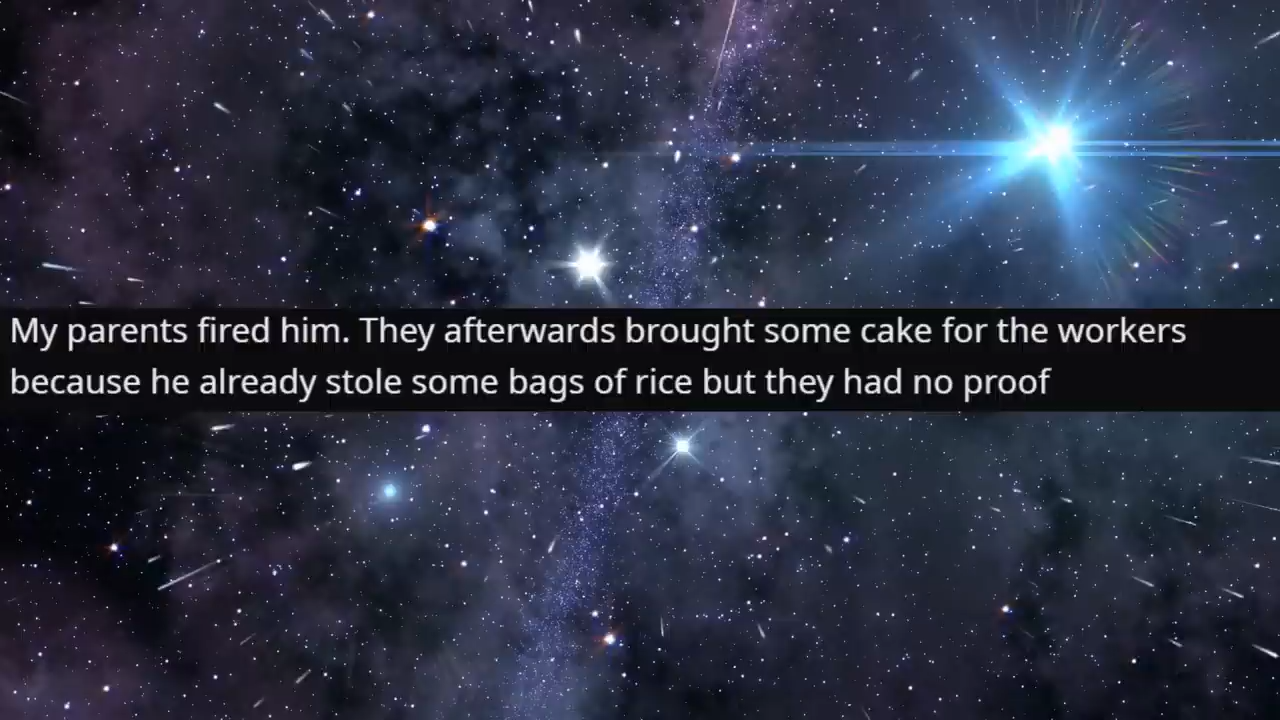 My parents fired him. They afterwards brought some cake for the workers
because he already stole some bags of rice but they had no proof